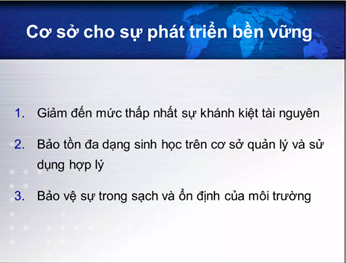 Cơ sở cho sự phát triển bền vững
1. Giảm đến mức thấp nhất sự khánh kiệt tài nguyên
2. Bảo tồn đa dạng sinh học trên cơ sở quản lý và sử
dụng hợp lý
3. Bảo vệ sự trong sạch và ổn định của môi trường